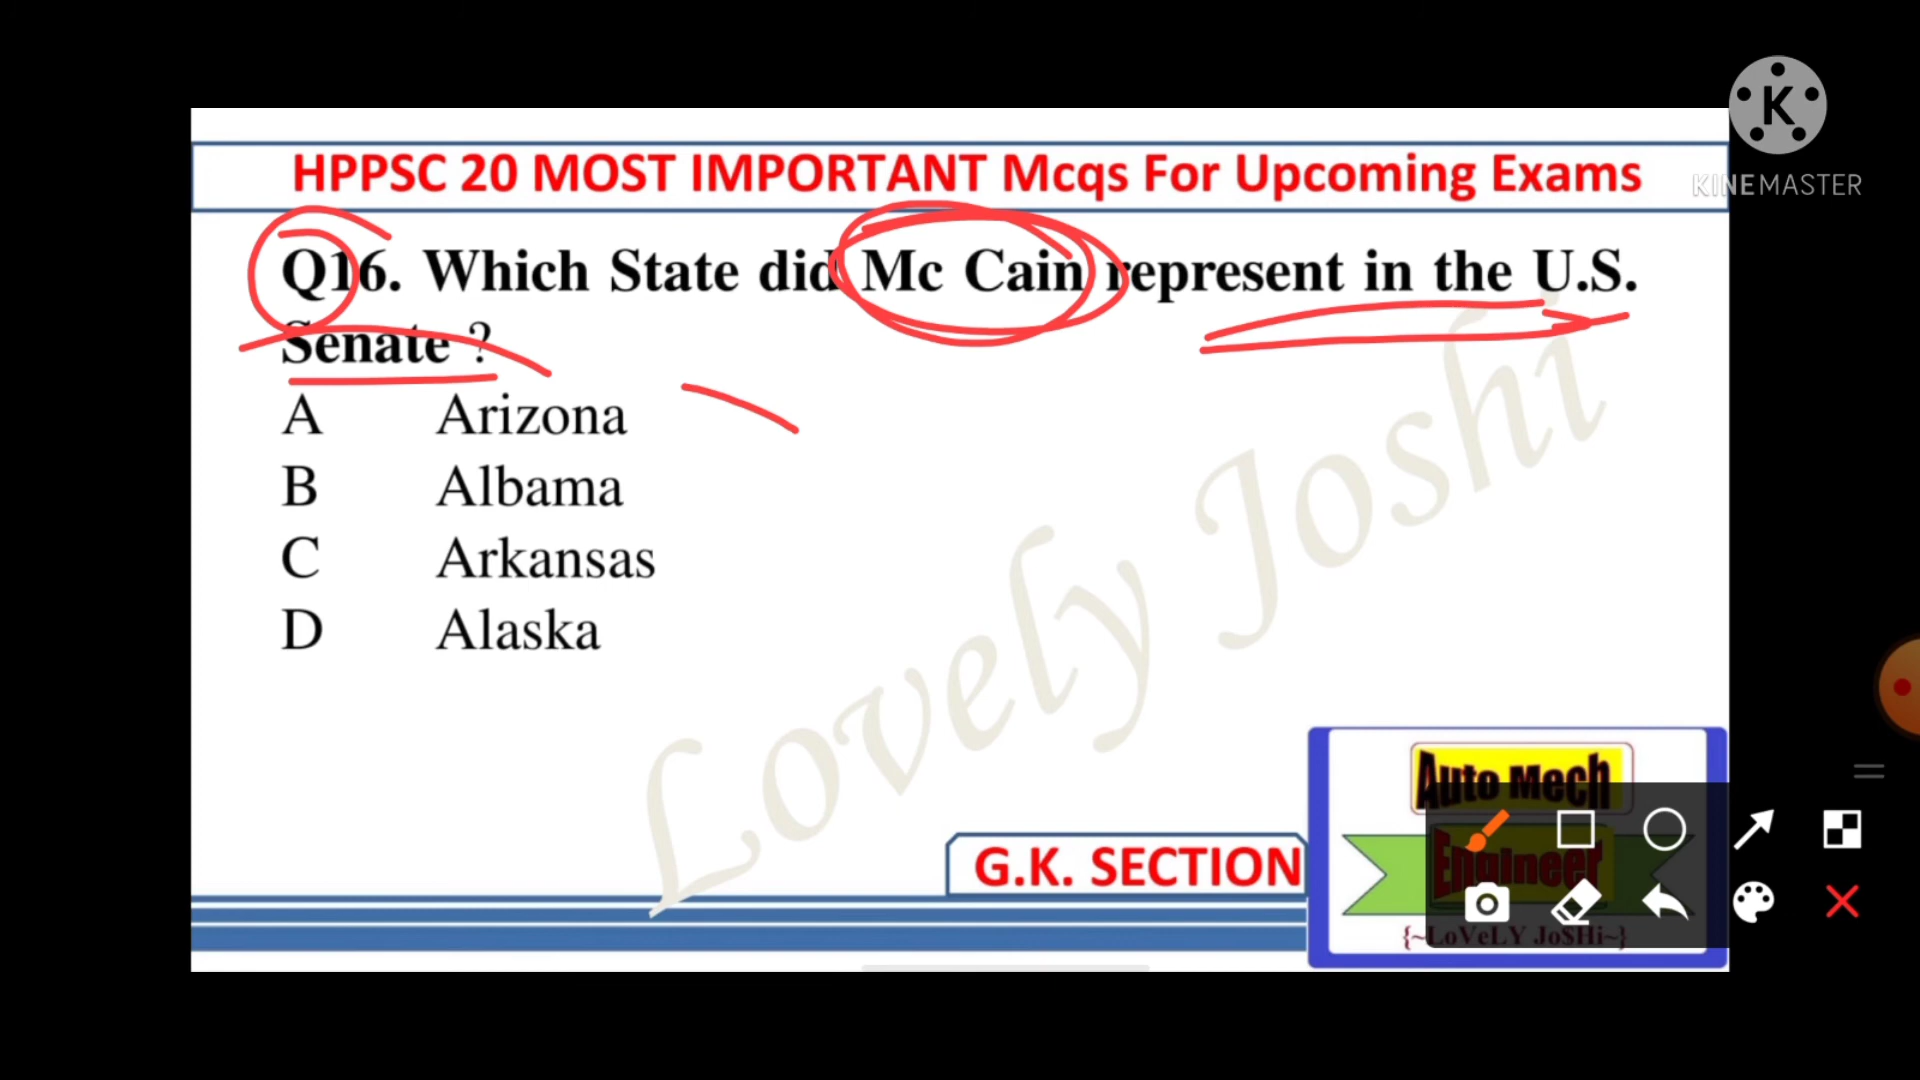 KINEMASTER
HPPSC 20 MOST IMPORTANT Mcqs For Upcoming Exams
Q16. Which State did Mc Cain represent in the U.S.
Senate ?
A Arizona
B Albama
C Arkansas
D Alaska
Lovely Joshi
Auto Mech
Engineer
G.K. SECTION
{~LoVeLY JoSHi~}